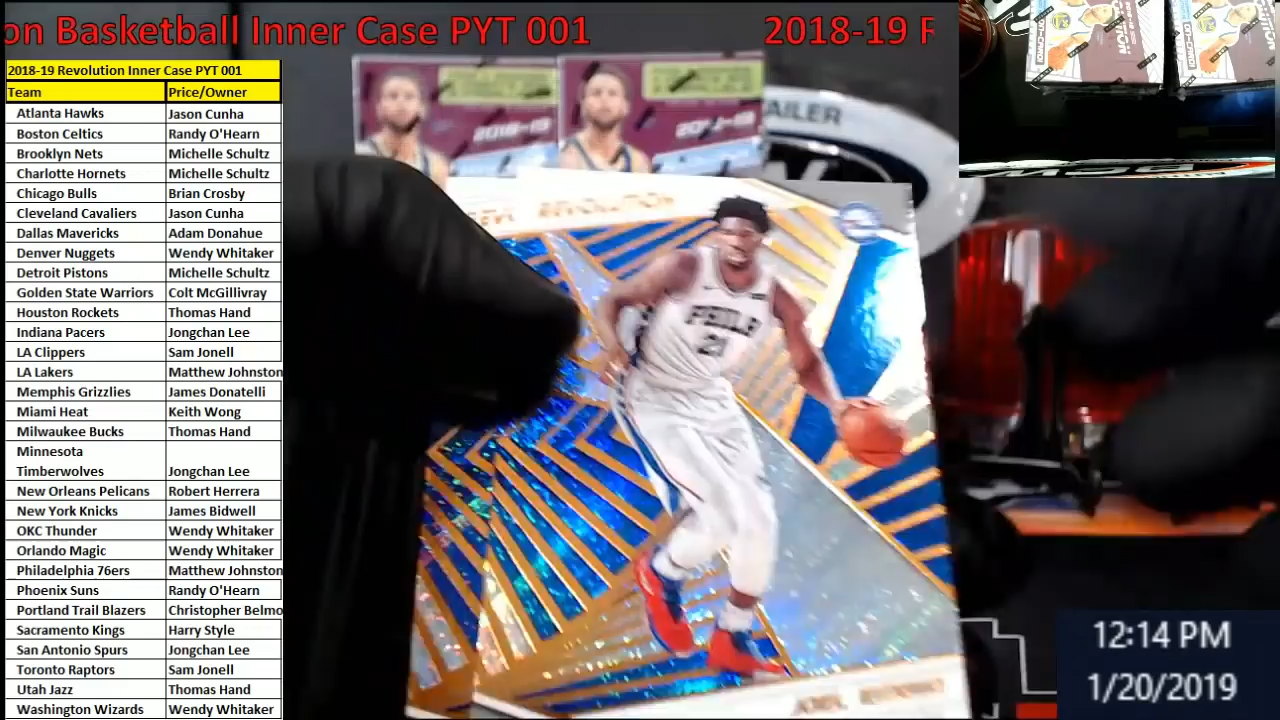 on Basketball Inner Case PYT 001 2018-19 R
2018-19 Revolution Inner Case PYT 001
Team Price/Owner
Atlanta Hawks Jason Cunha
Boston Celtics Randy O'Hearn
Brooklyn Nets Michelle Schultz
Charlotte Hornets Michelle Schultz
Chicago Bulls Brian Crosby
Cleveland Cavaliers Jason Cunha
Dallas Mavericks Adam Donahue
Denver Nuggets Wendy Whitaker
Detroit Pistons Michelle Schultz
Golden State Warriors Colt McGillivray
Houston Rockets Thomas Hand
Indiana Pacers Jongchan Lee
LA Clippers Sam Jonell
LA Lakers Matthew Johnston
Memphis Grizzlies James Donatelli
Miami Heat Keith Wong
Milwaukee Bucks Thomas Hand
Minnesota
Timberwolves Jongchan Lee
New Orleans Pelicans Robert Herrera
New York Knicks James Bidwell
OKC Thunder Wendy Whitaker
Orlando Magic Wendy Whitaker
Philadelphia 76ers Matthew Johnston
Phoenix Suns Randy O'Hearn
Portland Trail Blazers Christopher Belmo
Sacramento Kings Harry Style
San Antonio Spurs Jongchan Lee
Toronto Raptors Sam Jonell
Utah Jazz Thomas Hand
Washington Wizards Wendy Whitaker
2018-19
AILER
REVOLUTION
PHILA
21
JOEL
12:14 PM
1/20/2019